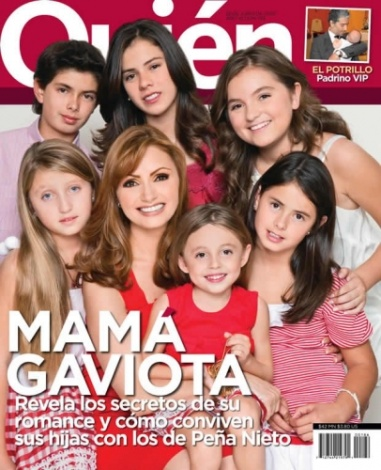 Quién
EL POTRILLO
Padrino VIP
MAMÁ
GAVIOTA
Revela los secretos de su
romance y cómo conviven
sus hijas con los de Peña Nieto